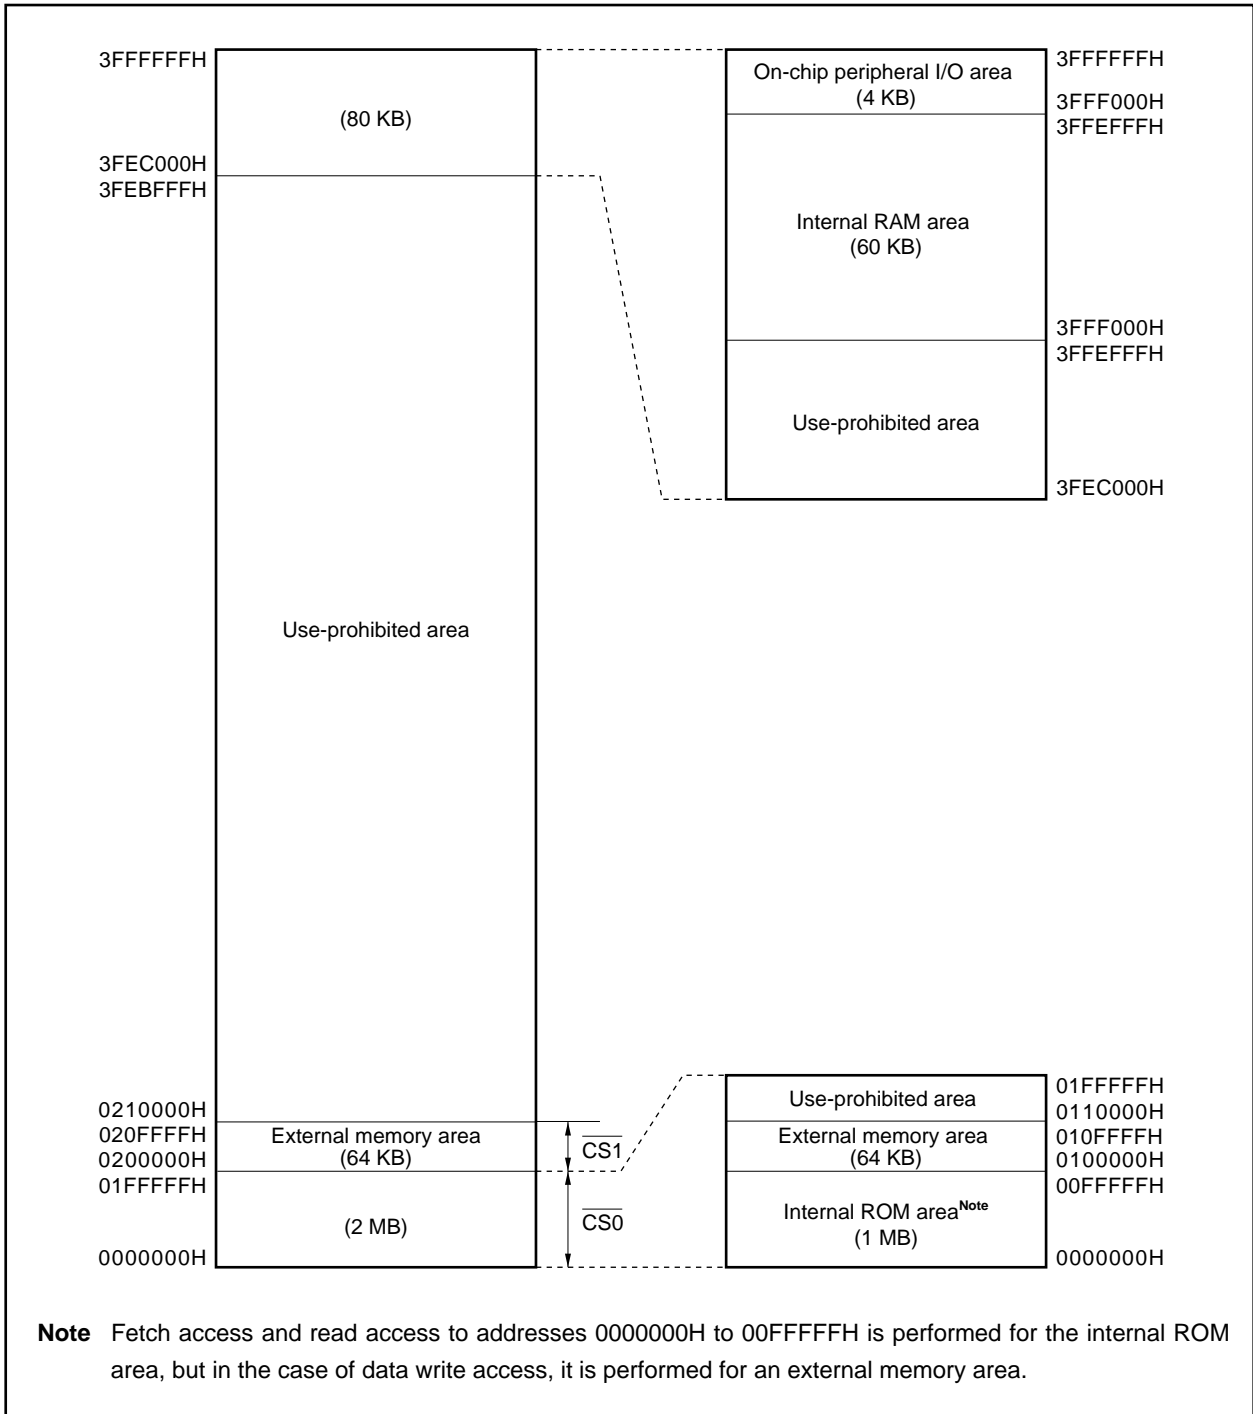 3FFFFFFH
(80 KB)
3FEC000H
3FEBFFFH
Use-prohibited area
0210000H
020FFFFH
0200000H
External memory area
(64 KB)
CS1
01FFFFFH
(2 MB)
CS0
0000000H
On-chip peripheral I/O area
(4 KB)
3FFFFFFH
3FFF000H
3FFEFFFH
Internal RAM area
(60 KB)
3FFF000H
3FFEFFFH
Use-prohibited area
3FEC000H
Use-prohibited area
01FFFFFH
0110000H
External memory area
(64 KB)
010FFFFH
0100000H
00FFFFFH
Internal ROM areaNote
(1 MB)
0000000H
Note Fetch access and read access to addresses 0000000H to 00FFFFFH is performed for the internal ROM
area, but in the case of data write access, it is performed for an external memory area.